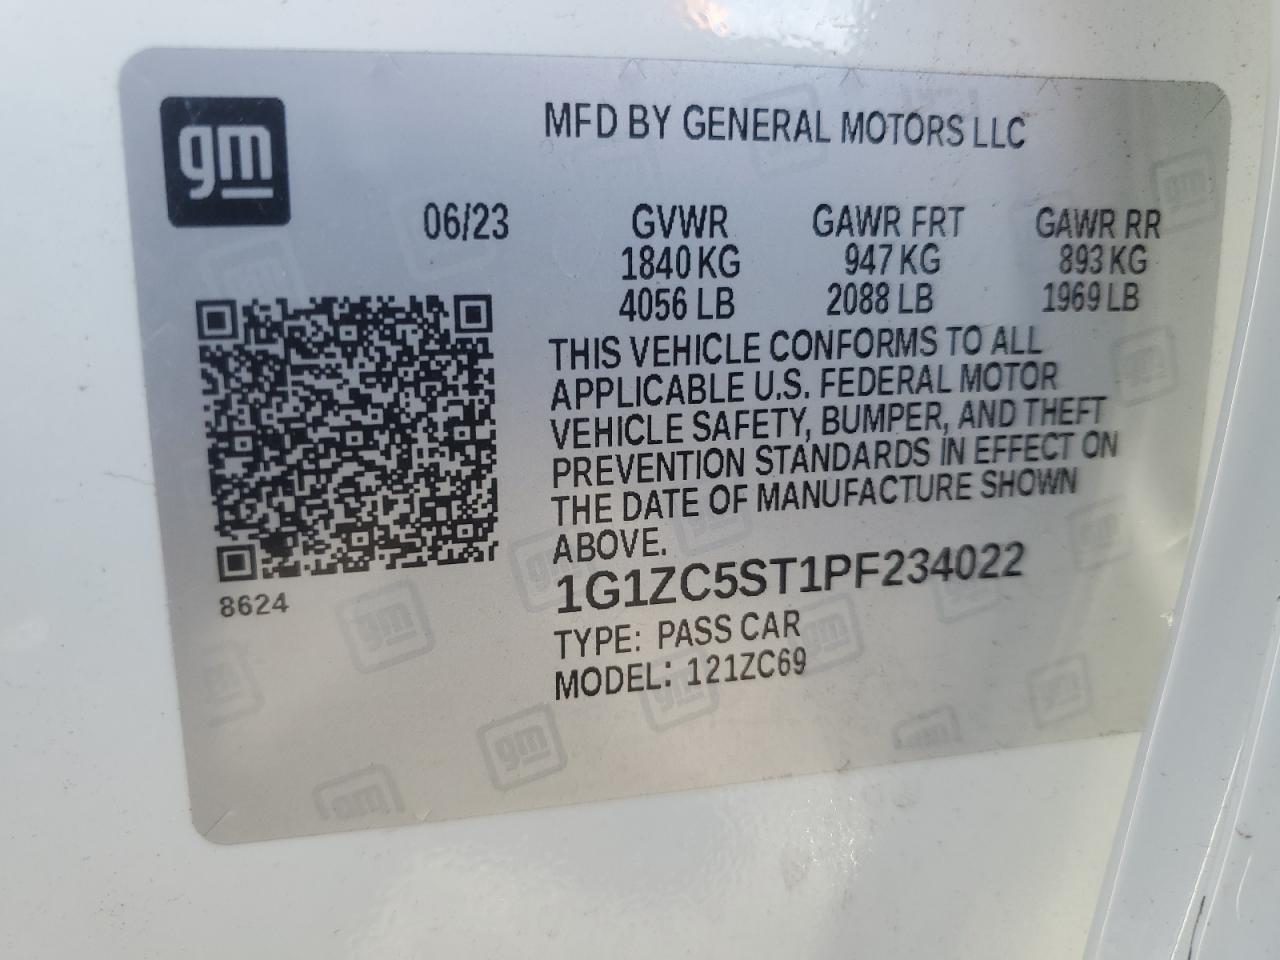 gm
MFD BY GENERAL MOTORS LLC
06/23 GVWR GAWR FRT GAWR RR
1840 KG 947 KG 893 KG
4056 LB 2088 LB 1969 LB
THIS VEHICLE CONFORMS TO ALL
APPLICABLE U.S. FEDERAL MOTOR
VEHICLE SAFETY, BUMPER, AND THEFT
PREVENTION STANDARDS IN EFFECT ON
THE DATE OF MANUFACTURE SHOWN
ABOVE.
1G1ZC5ST1PF234022
8624
TYPE: PASS CAR
MODEL: 121ZC69